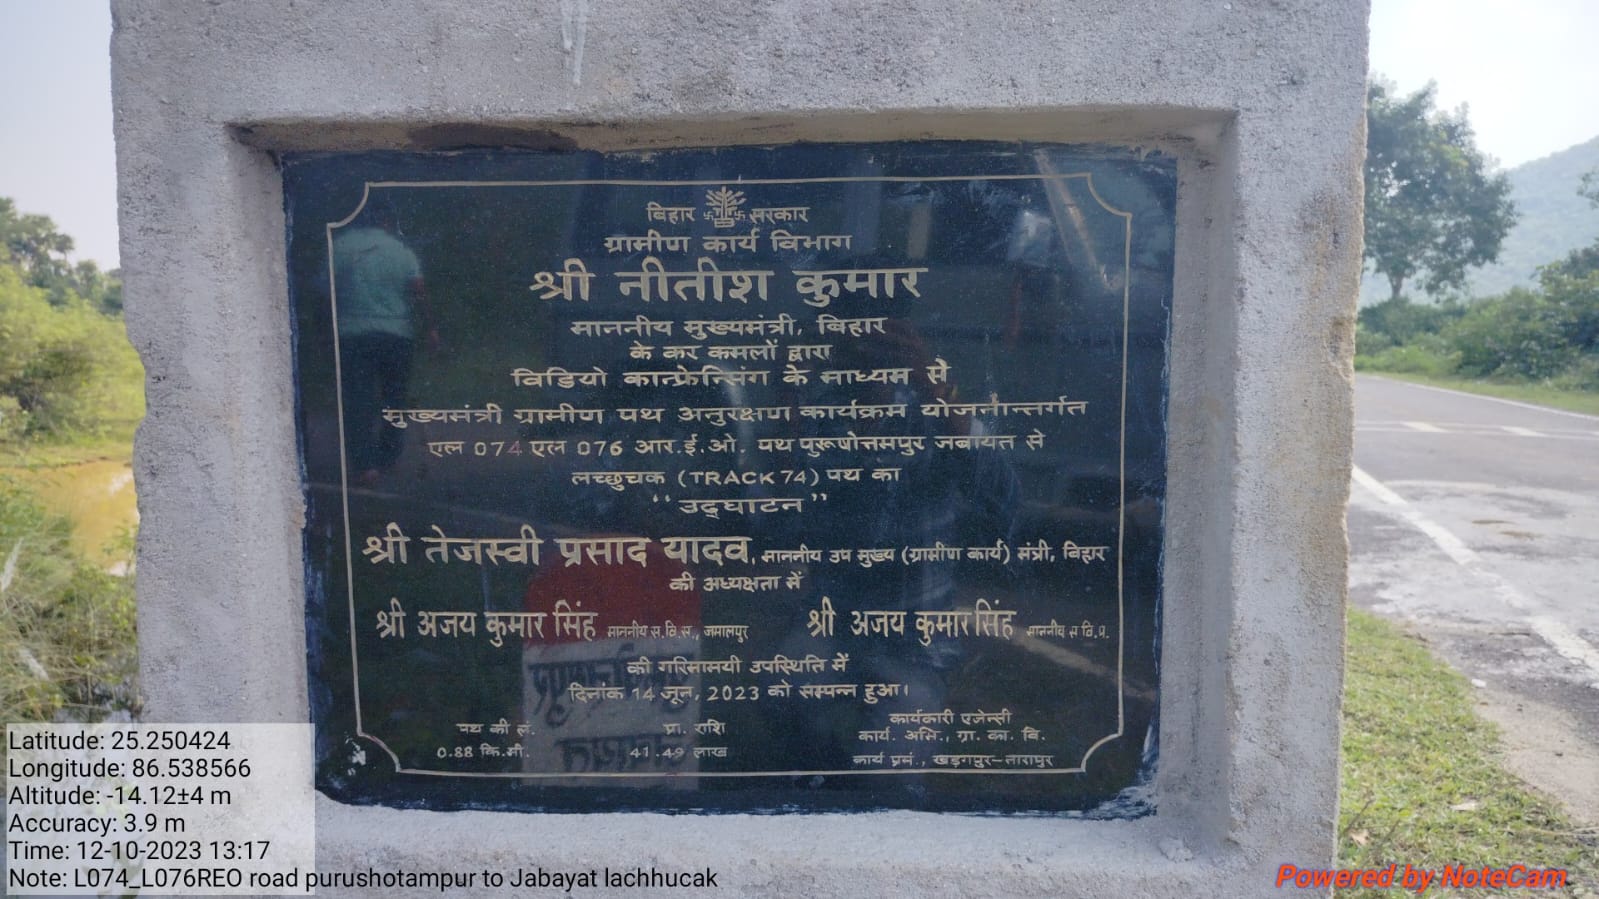 बिहार सरकार
ग्रामीण कार्य विभाग
श्री नीतीश कुमार
माननीय मुख्यमंत्री, बिहार
के कर कमलों द्वारा
विडियो कान्फ्रेन्सिंग के माध्यम से
मुख्यमंत्री ग्रामीण पथ अनुरक्षण कार्यक्रम योजनान्तर्गत
एल 074 एल 076 आर.ई.ओ. पथ पुरूषोत्तमपुर जबायत से
लच्छुचक (TRACK 74) पथ का
“उद्घाटन”
श्री तेजस्वी प्रसाद यादव, माननीय उप मुख्य (ग्रामीण कार्य) मंत्री, बिहार
की अध्यक्षता में
श्री अजय कुमार सिंह माननीय स.वि.स., जमालपुर श्री अजय कुमार सिंह माननीय स.वि.प.
की गरिमामयी उपस्थिति में
दिनांक 14 जून, 2023 को सम्पन्न हुआ।
पथ की लं. प्रा. राशि कार्यकारी एजेन्सी
0.88 कि.मी. 41.49 लाख कार्य. असि., ग्रा. का. वि.
कार्य प्रमं., खड़गपुर-तारापुर
Latitude: 25.250424
Longitude: 86.538566
Altitude: -14.12±4 m
Accuracy: 3.9 m
Time: 12-10-2023 13:17
Note: L074_L076REO road purushotampur to Jabayat lachhucak
Powered by NoteCam